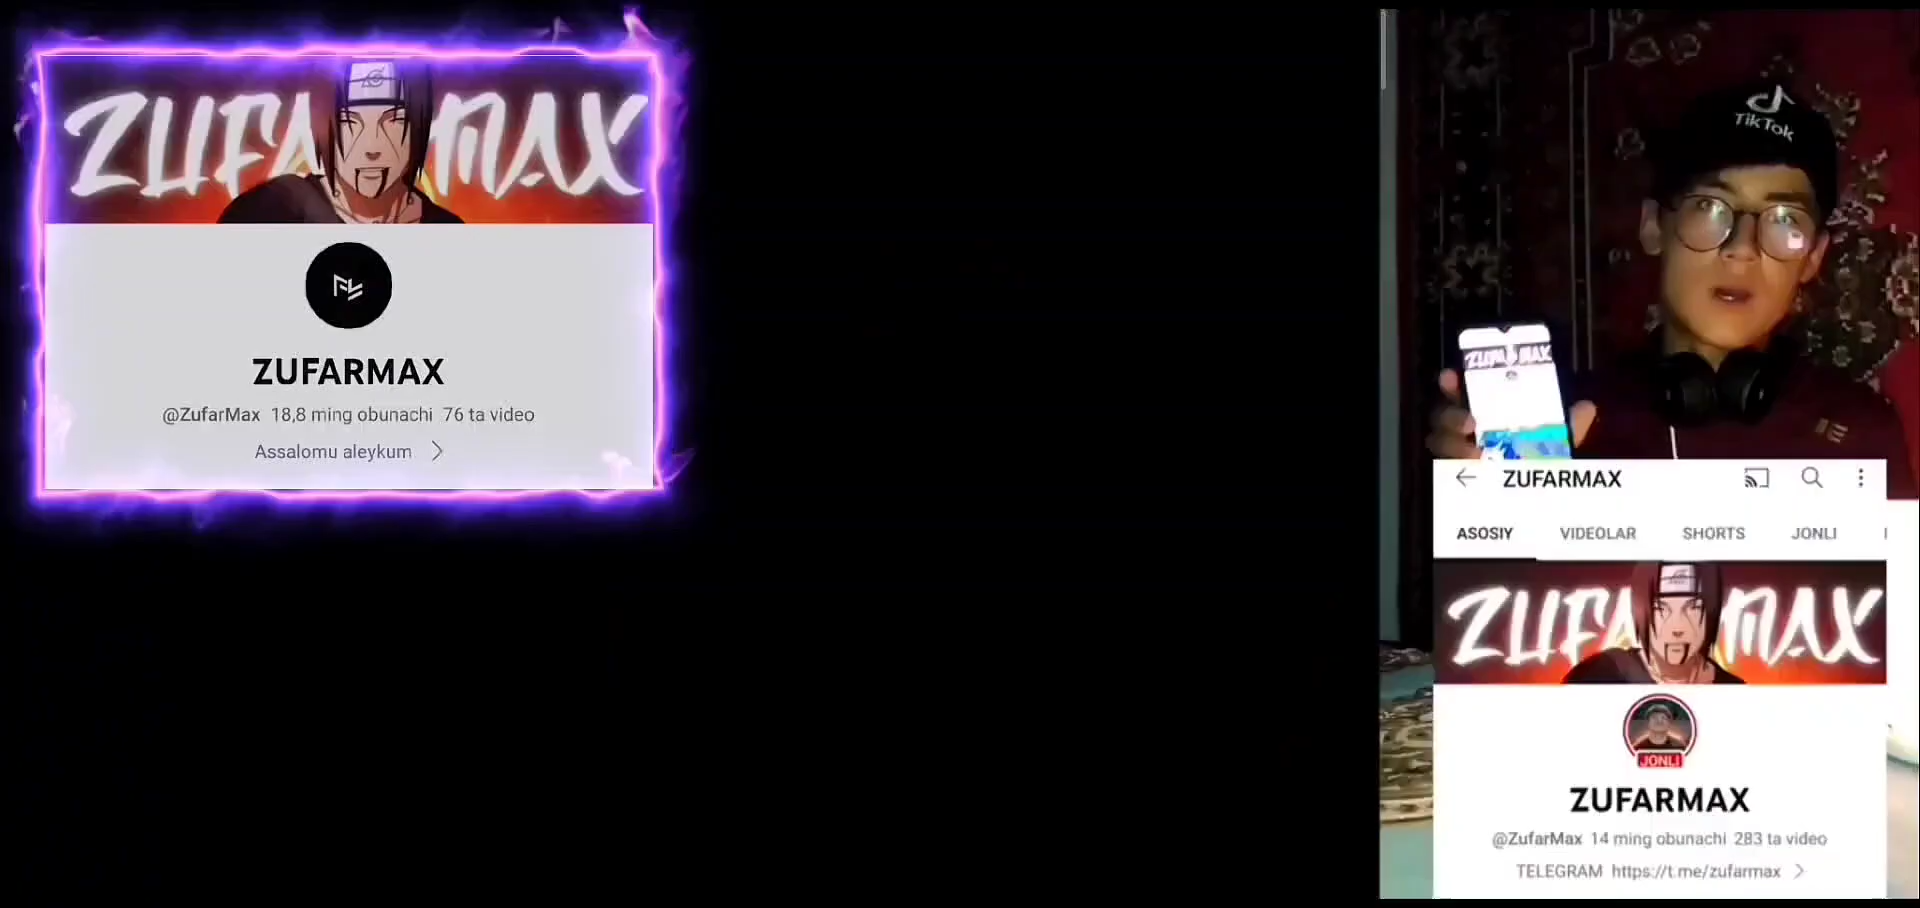 ZUFARMAX
ZUFARMAX
@ZufarMax 18,8 ming obunachi 76 ta video
Assalomu aleykum
TikTok
ZUFARMAX
ZUFARMAX
ASOSIY VIDEOLAR SHORTS JONLI
ZUFARMAX
JONLI
ZUFARMAX
@ZufarMax 14 ming obunachi 283 ta video
TELEGRAM https://t.me/zufarmax